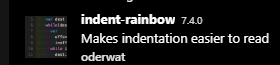 indent-rainbow 7.4.0
Makes indentation easier to read
oderwat